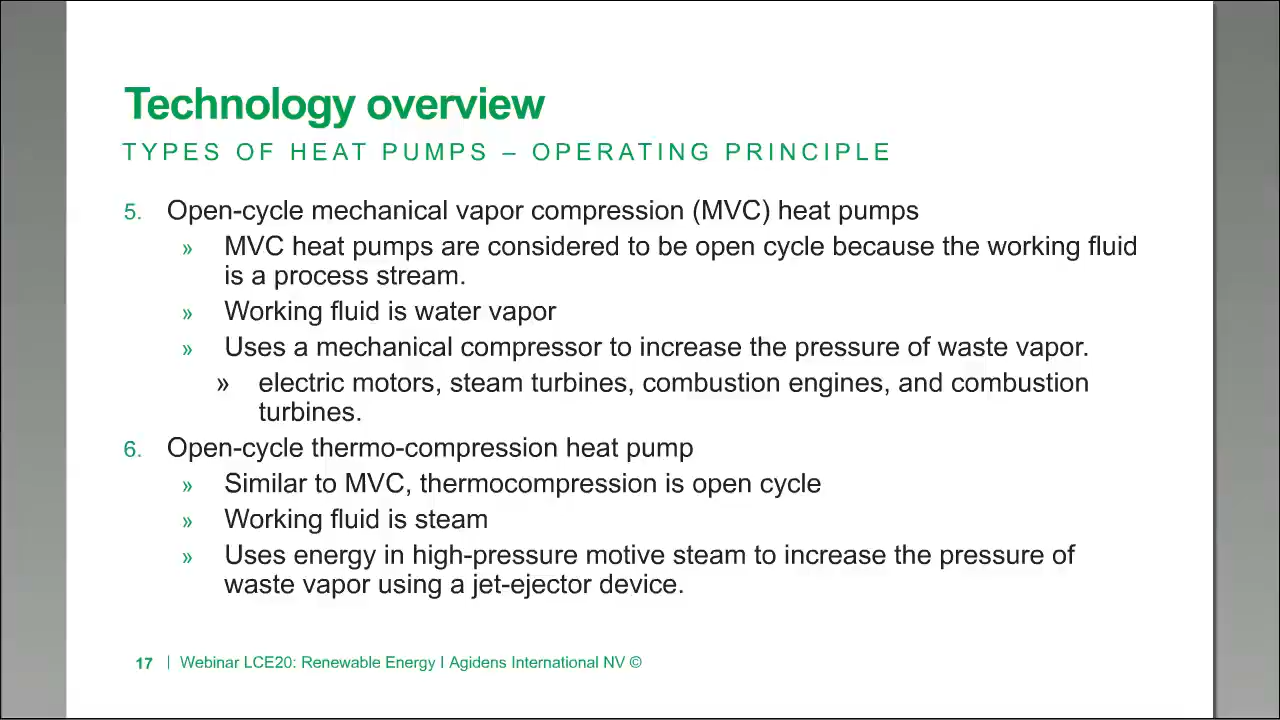 Technology overview
TYPES OF HEAT PUMPS – OPERATING PRINCIPLE
5. Open-cycle mechanical vapor compression (MVC) heat pumps
» MVC heat pumps are considered to be open cycle because the working fluid
is a process stream.
» Working fluid is water vapor
» Uses a mechanical compressor to increase the pressure of waste vapor.
» electric motors, steam turbines, combustion engines, and combustion
turbines.
6. Open-cycle thermo-compression heat pump
» Similar to MVC, thermocompression is open cycle
» Working fluid is steam
» Uses energy in high-pressure motive steam to increase the pressure of
waste vapor using a jet-ejector device.
17 | Webinar LCE20: Renewable Energy I Agidens International NV ©